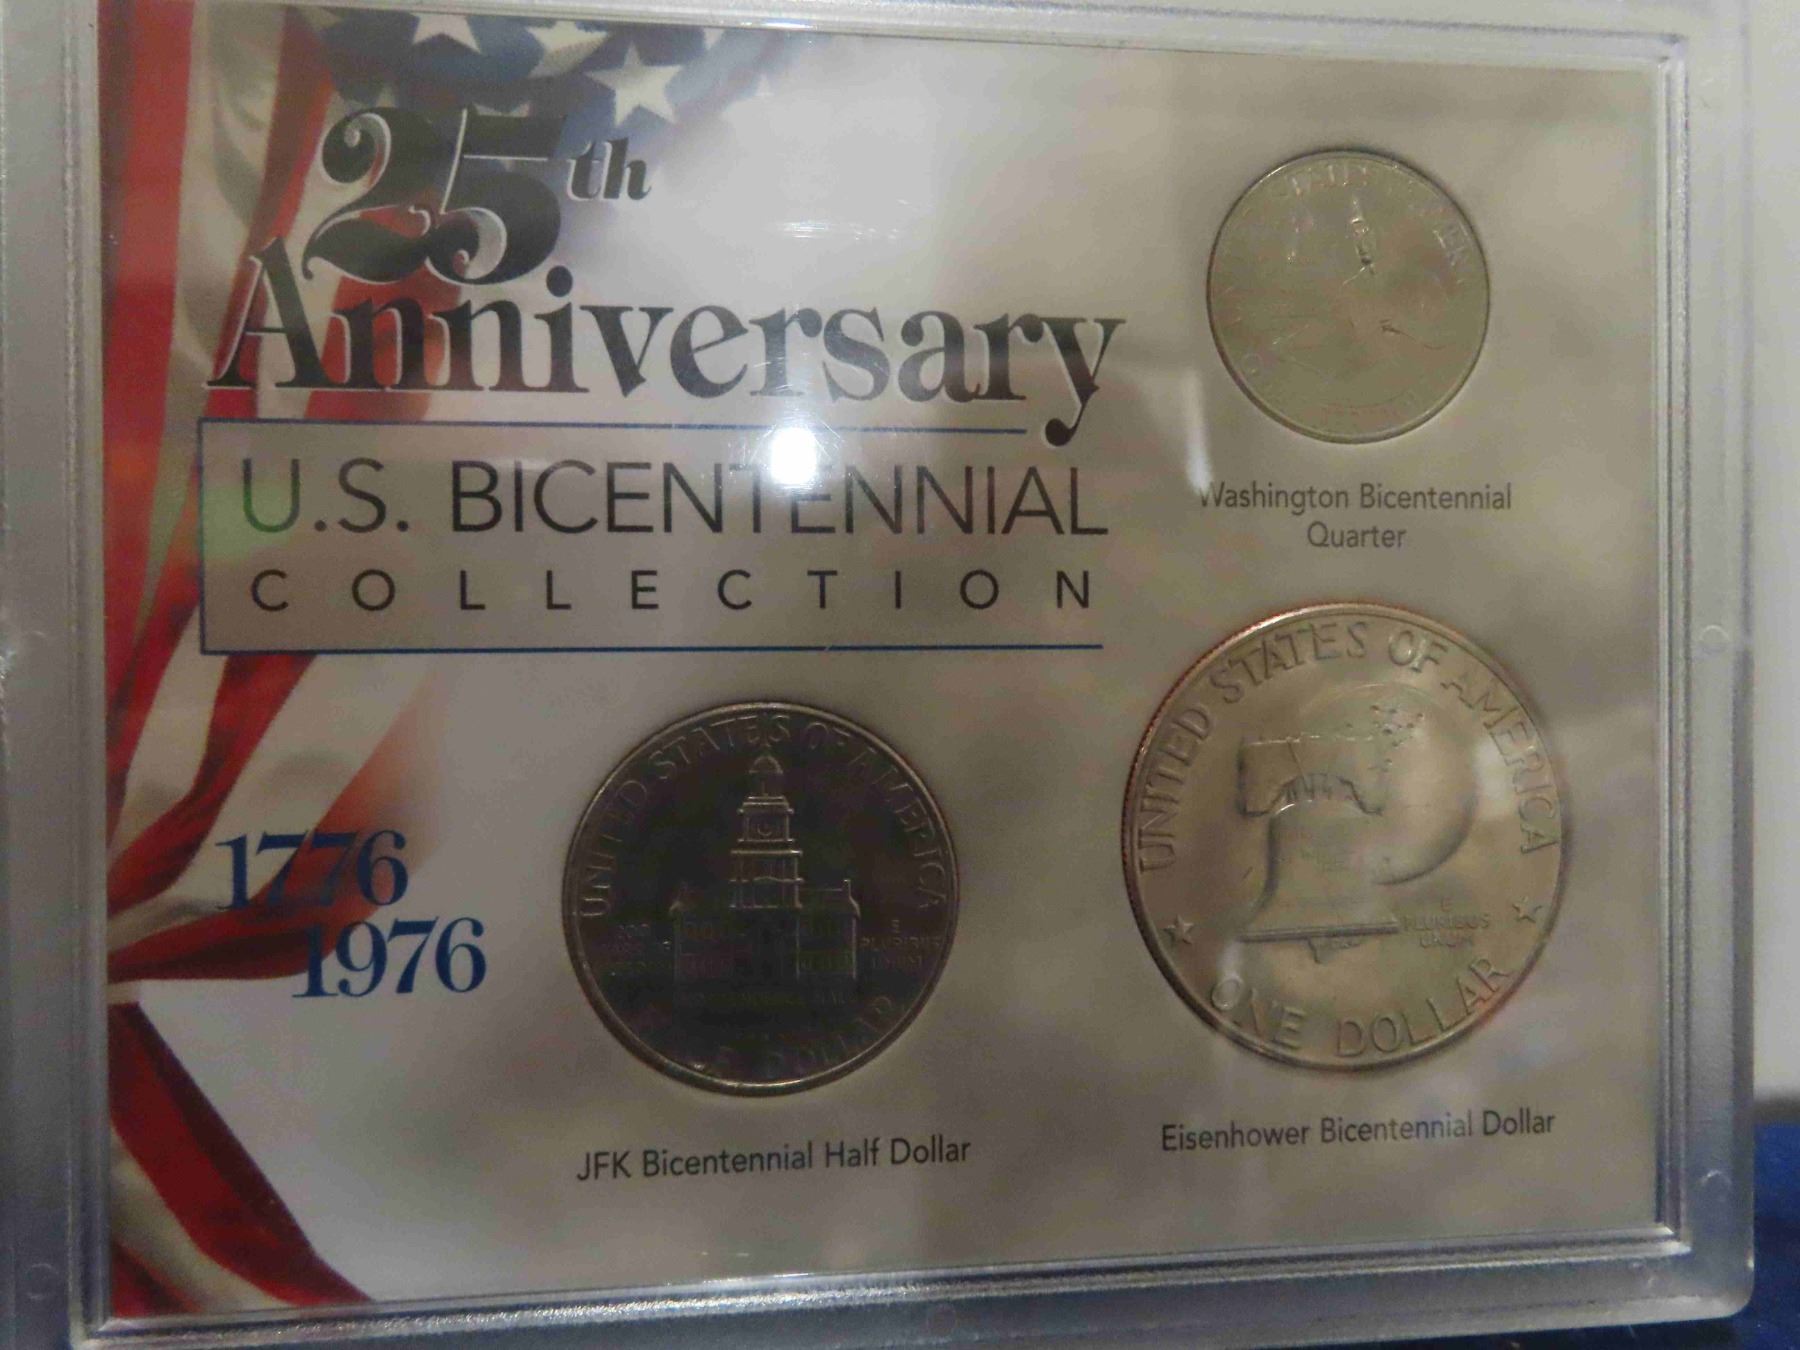 25th
Anniversary
U.S. BICENTENNIAL
COLLECTION
Washington Bicentennial
Quarter
1776
1976
UNITED STATES OF AMERICA
E
PLURIBUS
UNUM
DOLLAR
JFK Bicentennial Half Dollar
UNITED STATES OF AMERICA
E
PLURIBUS
UNUM
ONE DOLLAR
Eisenhower Bicentennial Dollar